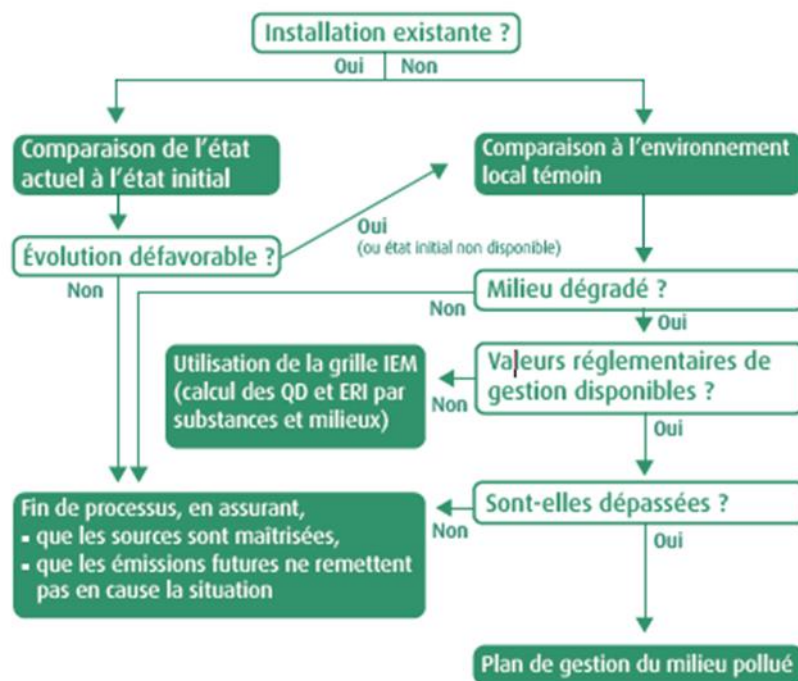 Installation existante ?
Oui Non
Comparaison de l'état
actuel à l'état initial
Comparaison à l'environnement
local témoin
Oui
(ou état initial non disponible)
Évolution défavorable ?
Non
Milieu dégradé ?
Non
Oui
Utilisation de la grille IEM
(calcul des QD et ERI par
substances et milieux)
Valeurs réglementaires de
gestion disponibles ?
Non
Oui
Fin de processus, en assurant,
▪ que les sources sont maîtrisées,
▪ que les émissions futures ne remettent
pas en cause la situation
Sont-elles dépassées ?
Non
Oui
Plan de gestion du milieu pollué